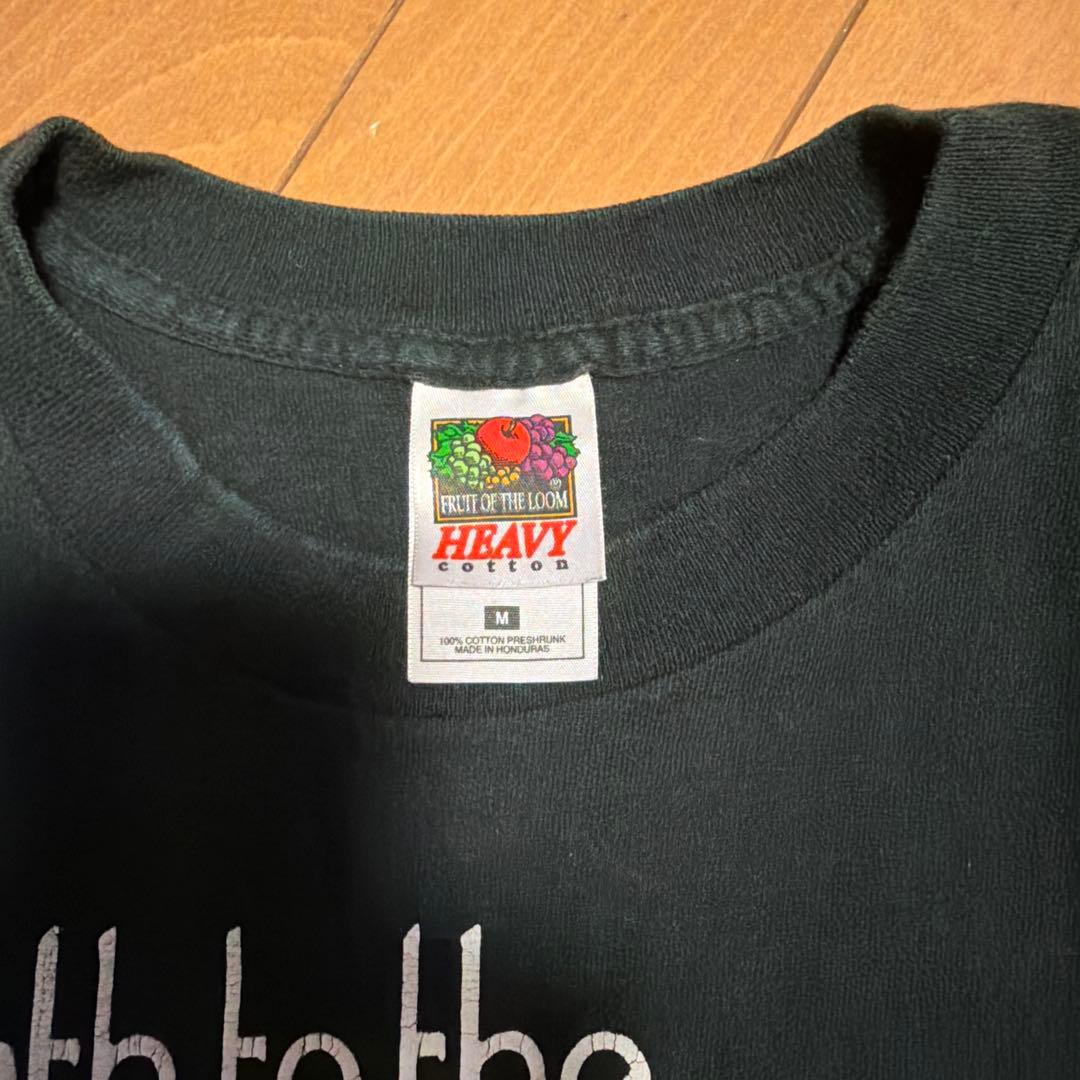 FRUIT OF THE LOOM
HEAVY
cotton
M
100% COTTON PRESHRUNK
MADE IN HONDURAS
to the